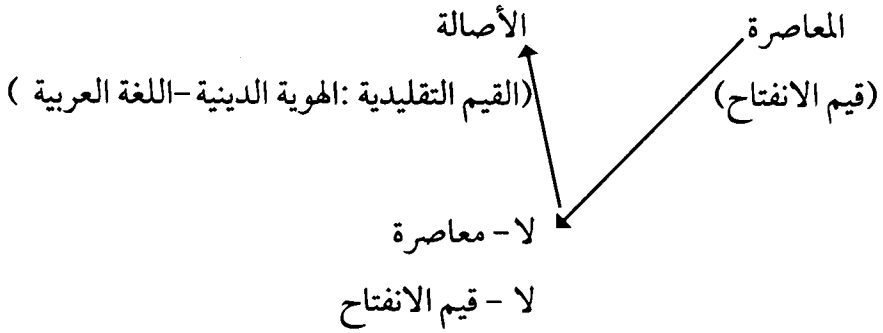 المعاصرة الأصالة
(قيم الانفتاح) (القيم التقليدية :الهوية الدينية –اللغة العربية )
لا – معاصرة
لا – قيم الانفتاح